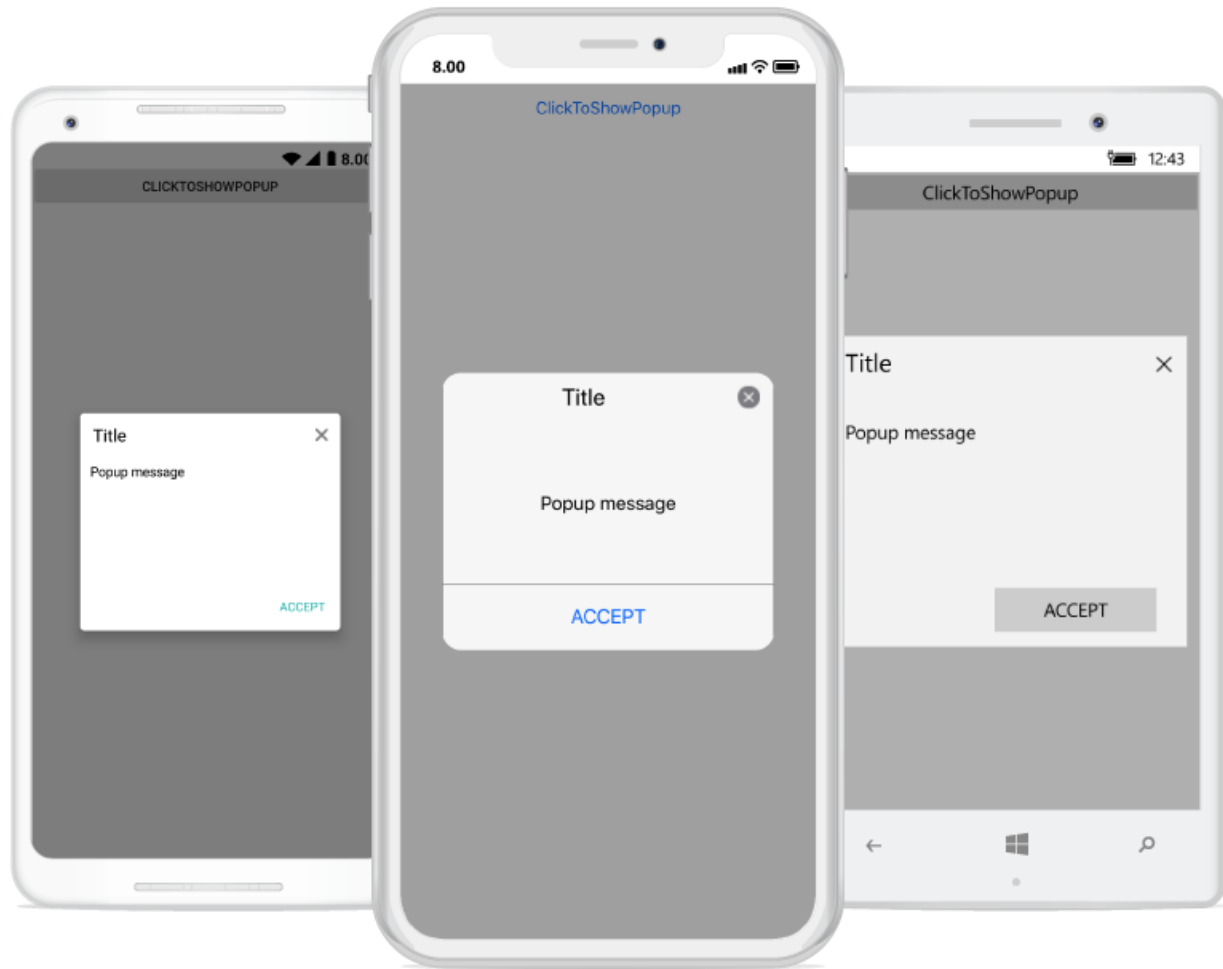 8.00
CLICKTOSHOWPOPUP
Title
Popup message
ACCEPT
8.00
ClickToShowPopup
Title
Popup message
ACCEPT
12:43
ClickToShowPopup
Title
Popup message
ACCEPT